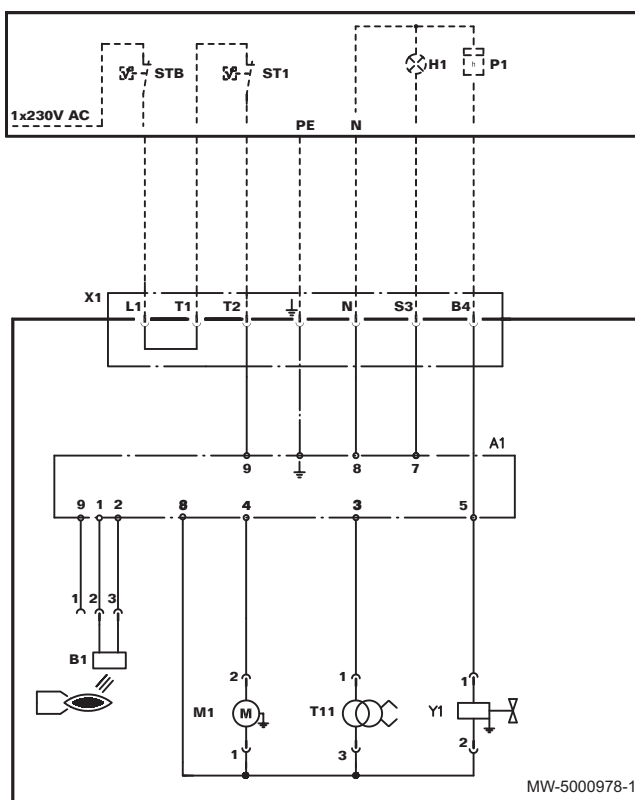 STB ST1 H1 h P1
1x230V AC
PE N
X1 L1 T1 T2 N S3 B4
A1
9 8 7
9 1 2 8 4 3 5
1 2 3
B1
2 1 1
M1 M T11 Y1
1 3 2
MW-5000978-1